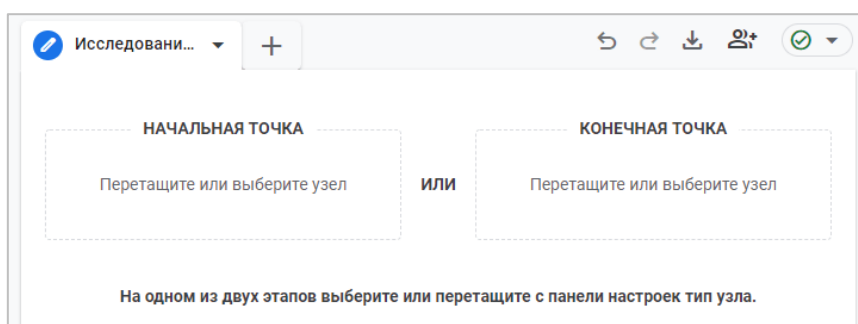 Исследовани...
НАЧАЛЬНАЯ ТОЧКА
КОНЕЧНАЯ ТОЧКА
Перетащите или выберите узел
ИЛИ
Перетащите или выберите узел
На одном из двух этапов выберите или перетащите с панели настроек тип узла.